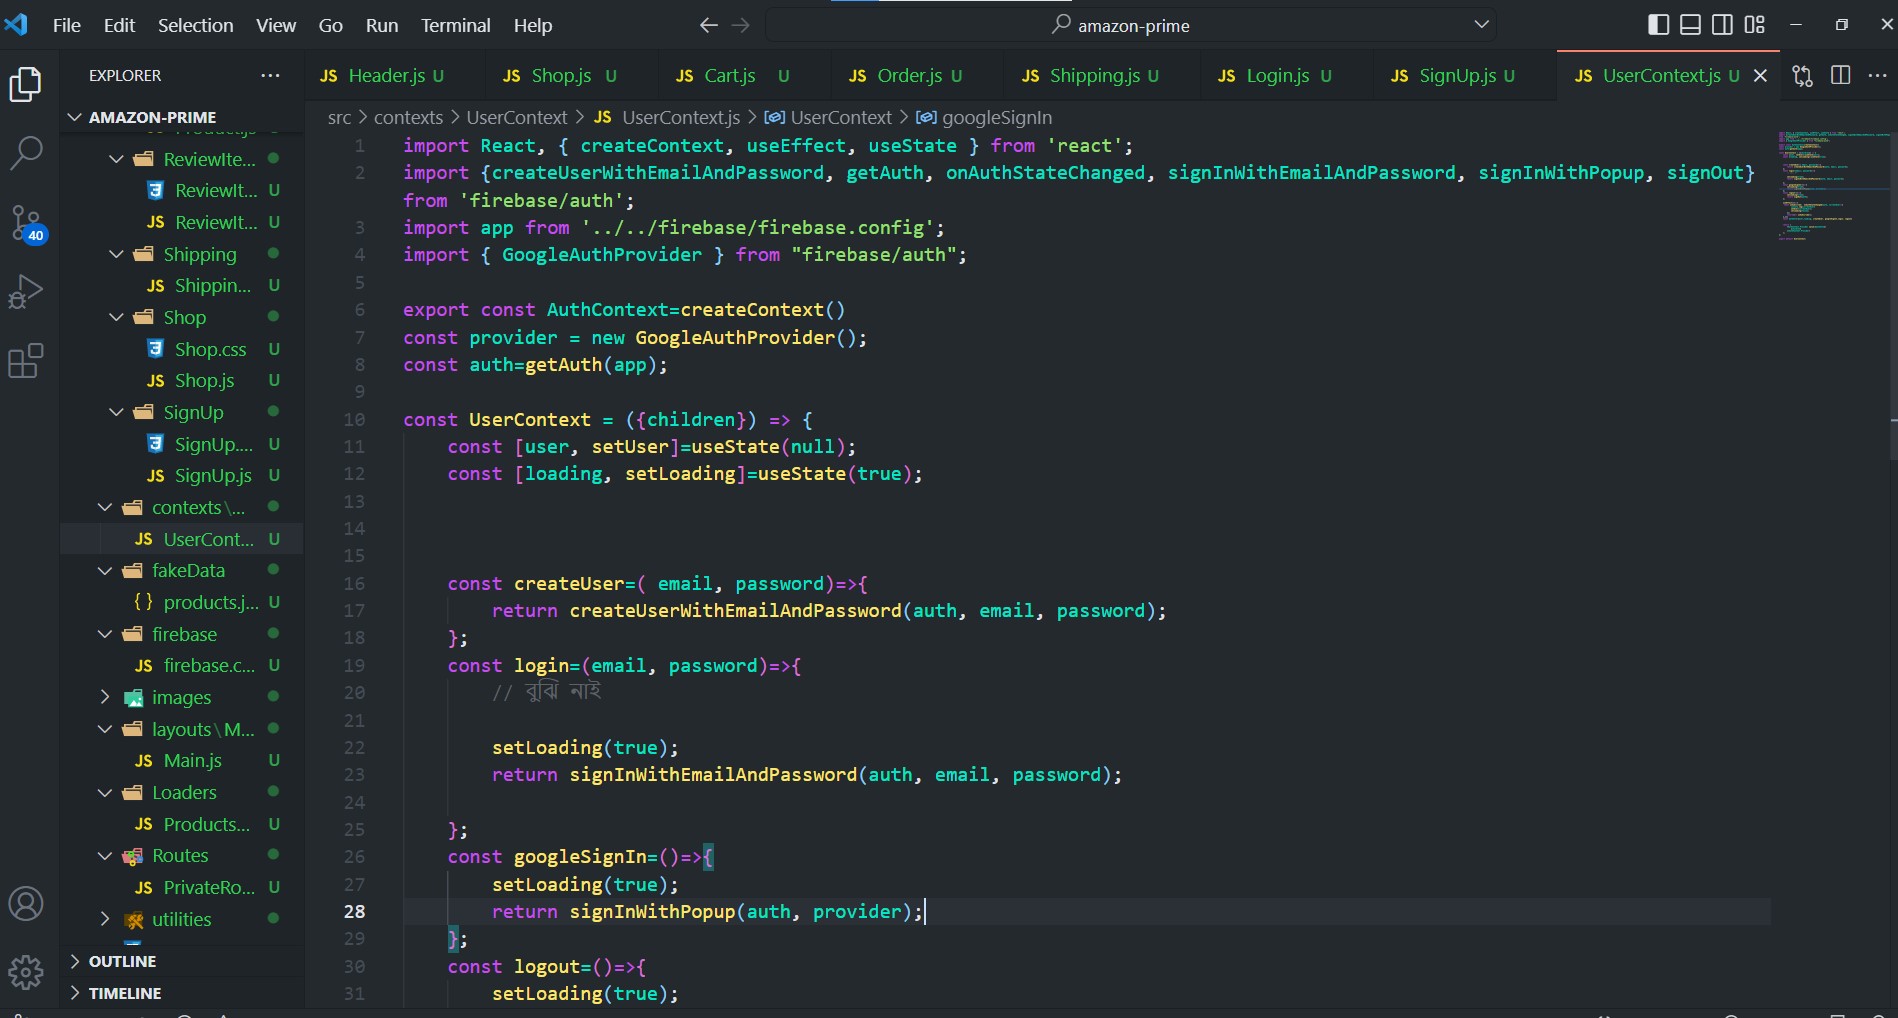 File Edit Selection View Go Run Terminal Help
amazon-prime
EXPLORER
JS Header.js U JS Shop.js U JS Cart.js U JS Order.js U JS Shipping.js U JS Login.js U JS SignUp.js U JS UserContext.js U
src > contexts > UserContext > JS UserContext.js > UserContext > googleSignIn
AMAZON-PRIME
ReviewIte...
ReviewIt... U
JS ReviewIt... U
Shipping
JS Shippin... U
Shop
Shop.css U
JS Shop.js U
SignUp
SignUp.... U
JS SignUp.js U
contexts\...
JS UserCont... U
fakeData
{} products.j... U
firebase
JS firebase.c... U
images
layouts\M...
JS Main.js U
Loaders
JS Products... U
Routes
JS PrivateRo... U
utilities
OUTLINE
TIMELINE
40
1 import React, { createContext, useEffect, useState } from 'react';
2 import {createUserWithEmailAndPassword, getAuth, onAuthStateChanged, signInWithEmailAndPassword, signInWithPopup, signOut}
from 'firebase/auth';
3 import app from '../../firebase/firebase.config';
4 import { GoogleAuthProvider } from "firebase/auth";
5
6 export const AuthContext=createContext()
7 const provider = new GoogleAuthProvider();
8 const auth=getAuth(app);
9
10 const UserContext = ({children}) => {
11 const [user, setUser]=useState(null);
12 const [loading, setLoading]=useState(true);
13
14
15
16 const createUser=( email, password)=>{
17 return createUserWithEmailAndPassword(auth, email, password);
18 };
19 const login=(email, password)=>{
20 // বুঝি নাই
21
22 setLoading(true);
23 return signInWithEmailAndPassword(auth, email, password);
24
25 };
26 const googleSignIn=()=>{
27 setLoading(true);
28 return signInWithPopup(auth, provider);
29 };
30 const logout=()=>{
31 setLoading(true);